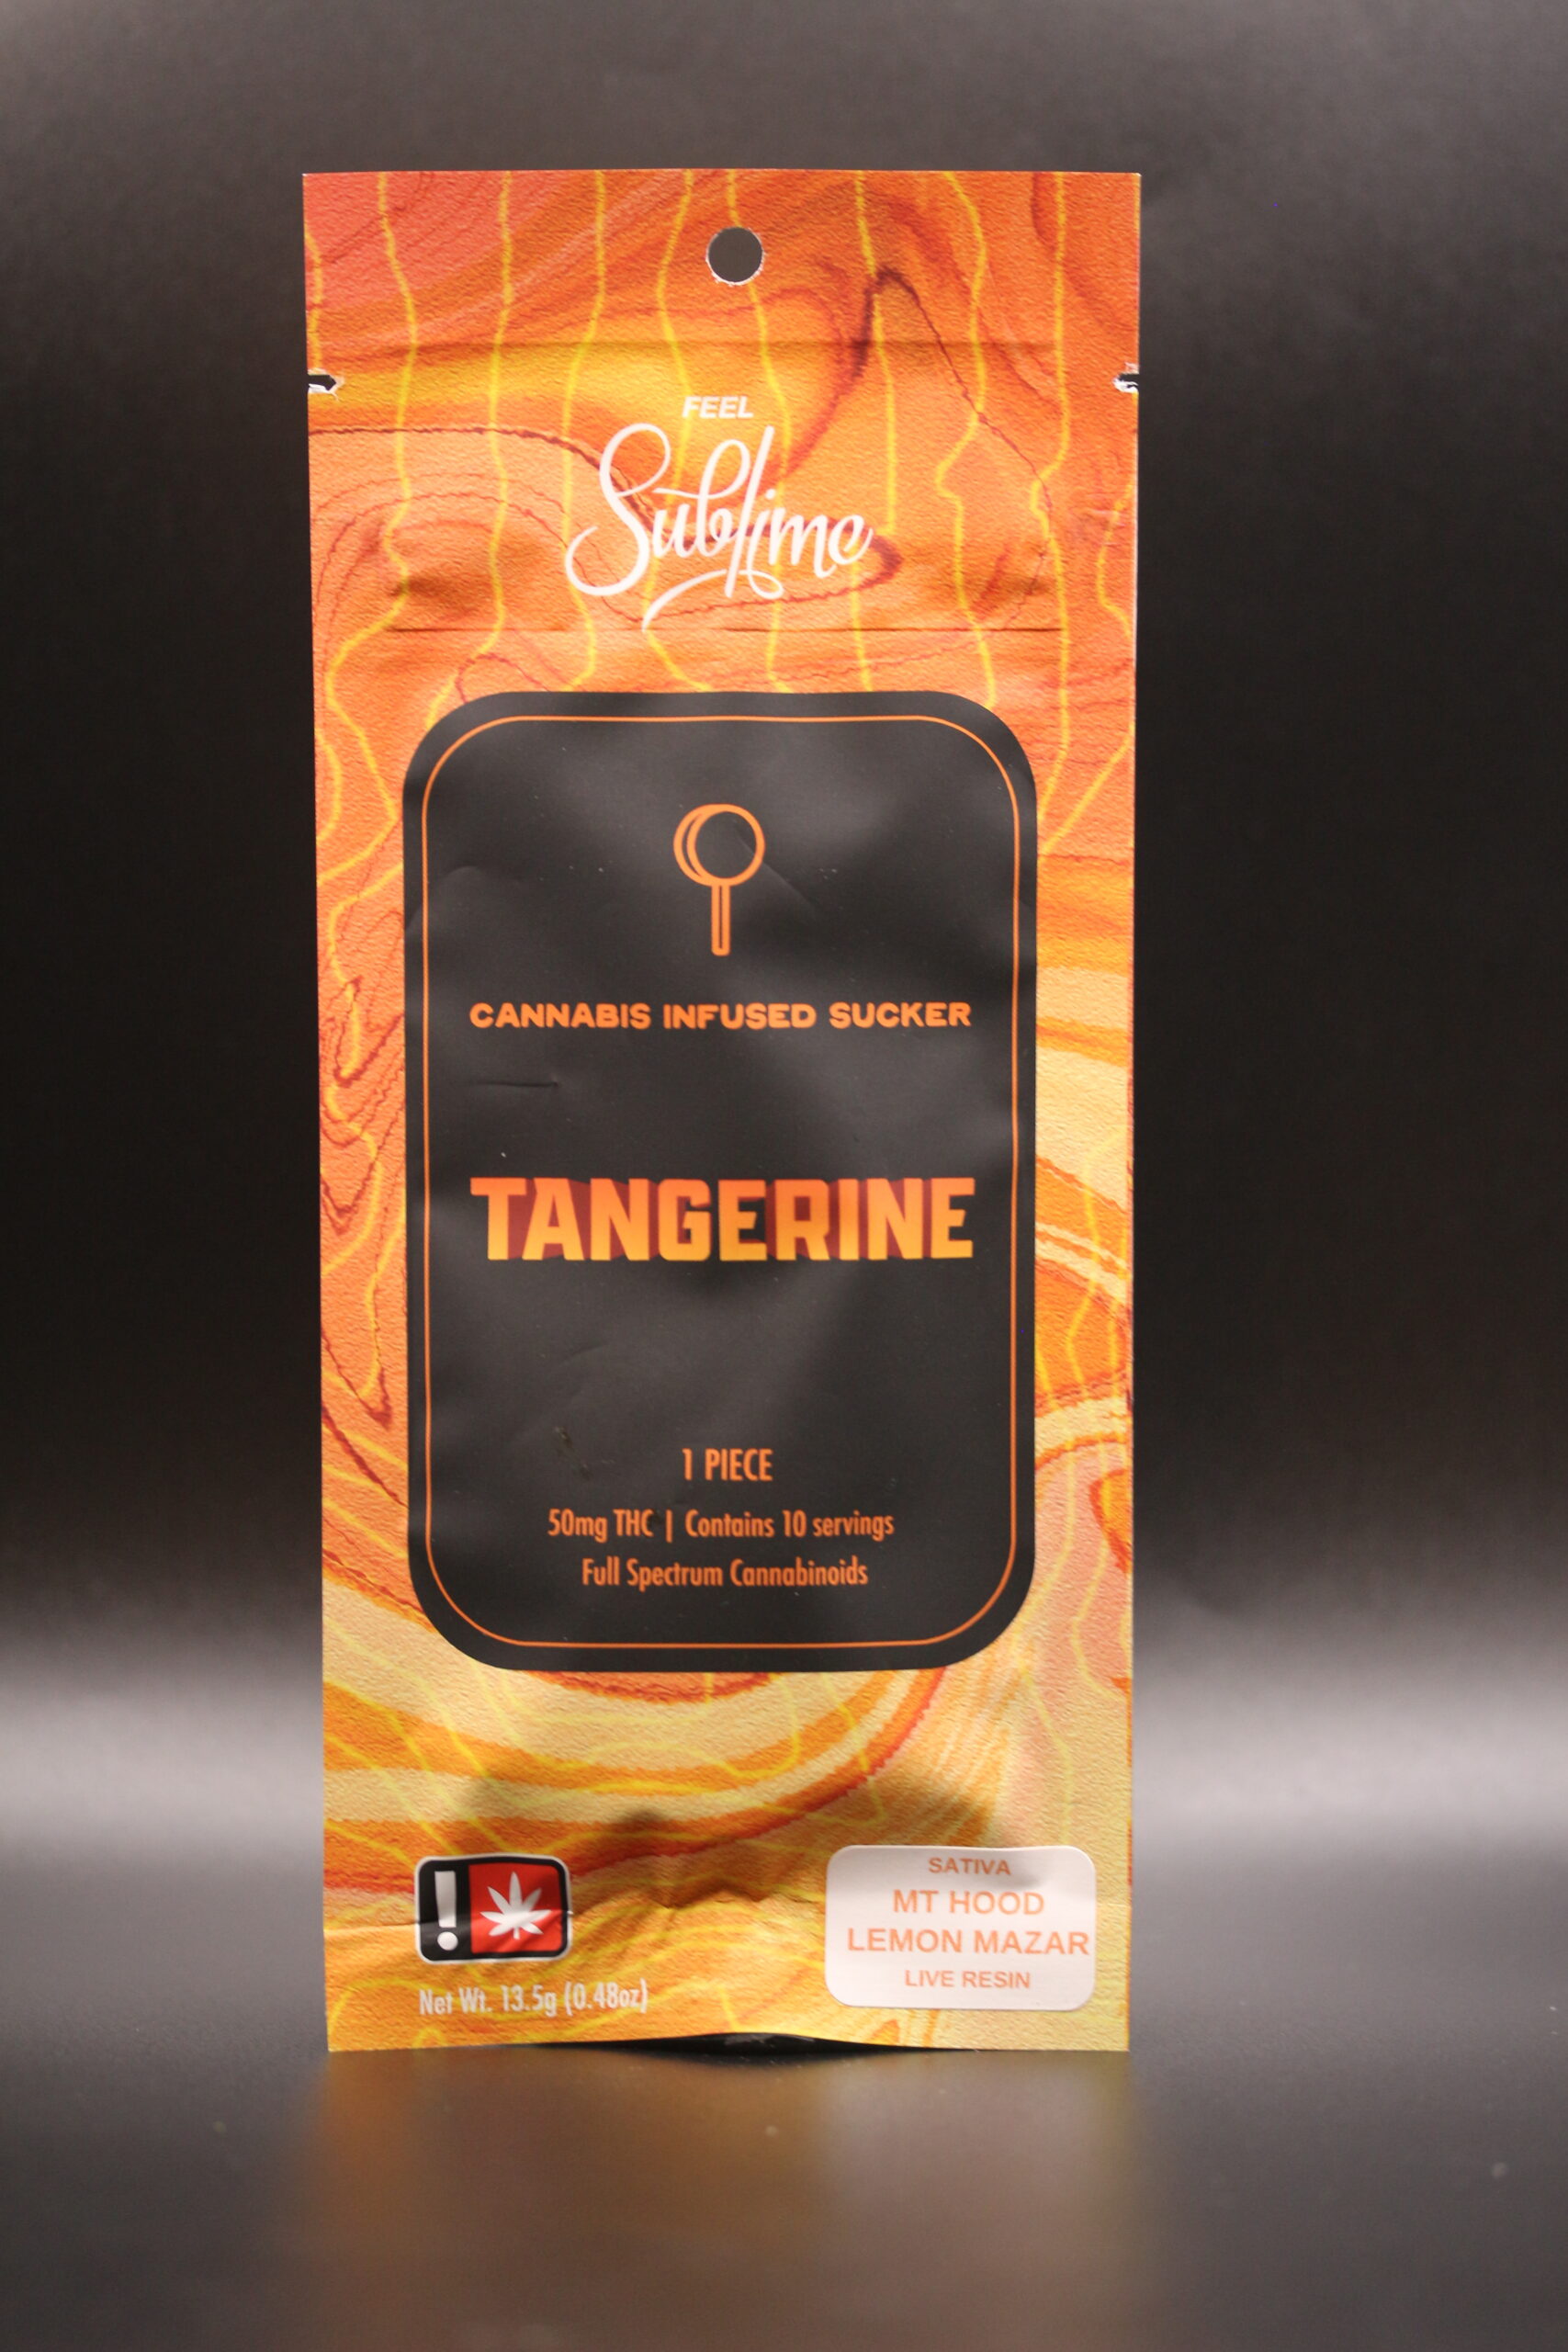 FEEL
Sublime
CANNABIS INFUSED SUCKER
TANGERINE
1 PIECE
50mg THC | Contains 10 servings
Full Spectrum Cannabinoids
!
Net Wt. 13.5g (0.48oz)
SATIVA
MT HOOD
LEMON MAZAR
LIVE RESIN